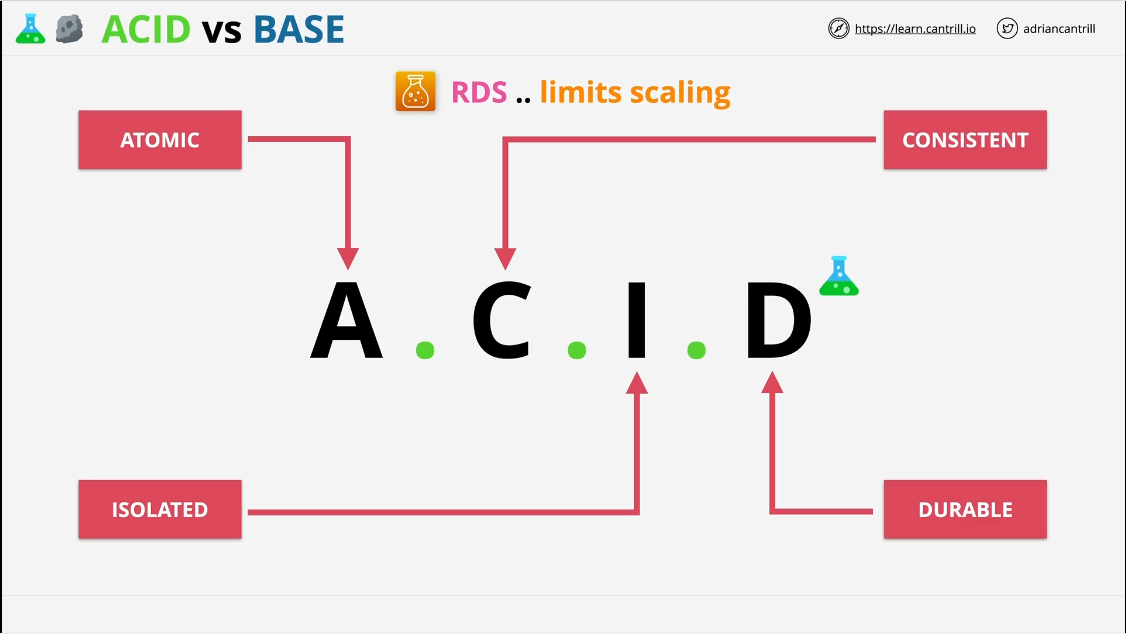 ACID vs BASE
https://learn.cantrill.io
adriancantrill
RDS .. limits scaling
ATOMIC
CONSISTENT
A . C . I . D
ISOLATED
DURABLE